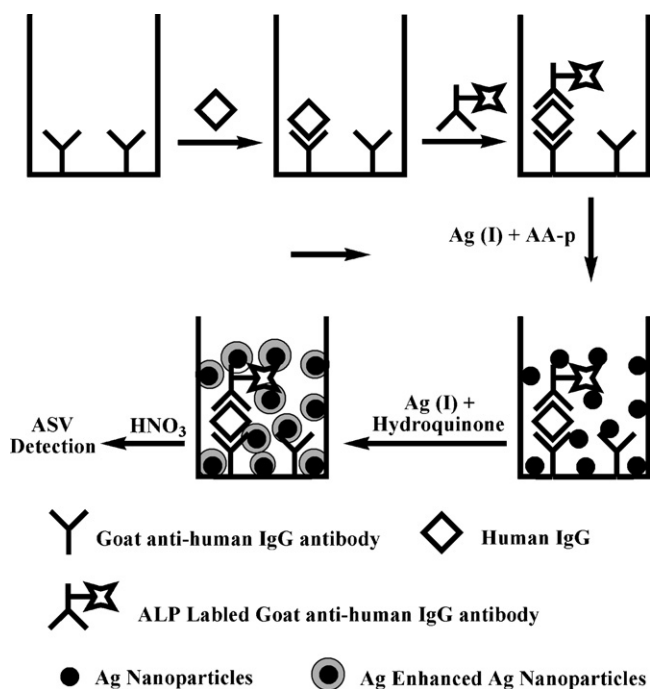 Ag (I) + AA-p
Ag (I) +
Hydroquinone
HNO3
ASV
Detection
Goat anti-human IgG antibody
Human IgG
ALP Labled Goat anti-human IgG antibody
Ag Nanoparticles
Ag Enhanced Ag Nanoparticles